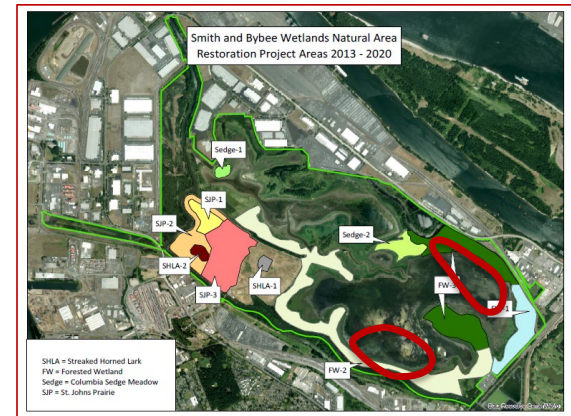 Smith and Bybee Wetlands Natural Area
Restoration Project Areas 2013 - 2020
Sedge-1
SJP-1
SJP-2
Sedge-2
SHLA-2
SHLA-1
SJP-3
FW-2
SHLA = Streaked Horned Lark
FW = Forested Wetland
Sedge = Columbia Sedge Meadow
SJP = St. Johns Prairie